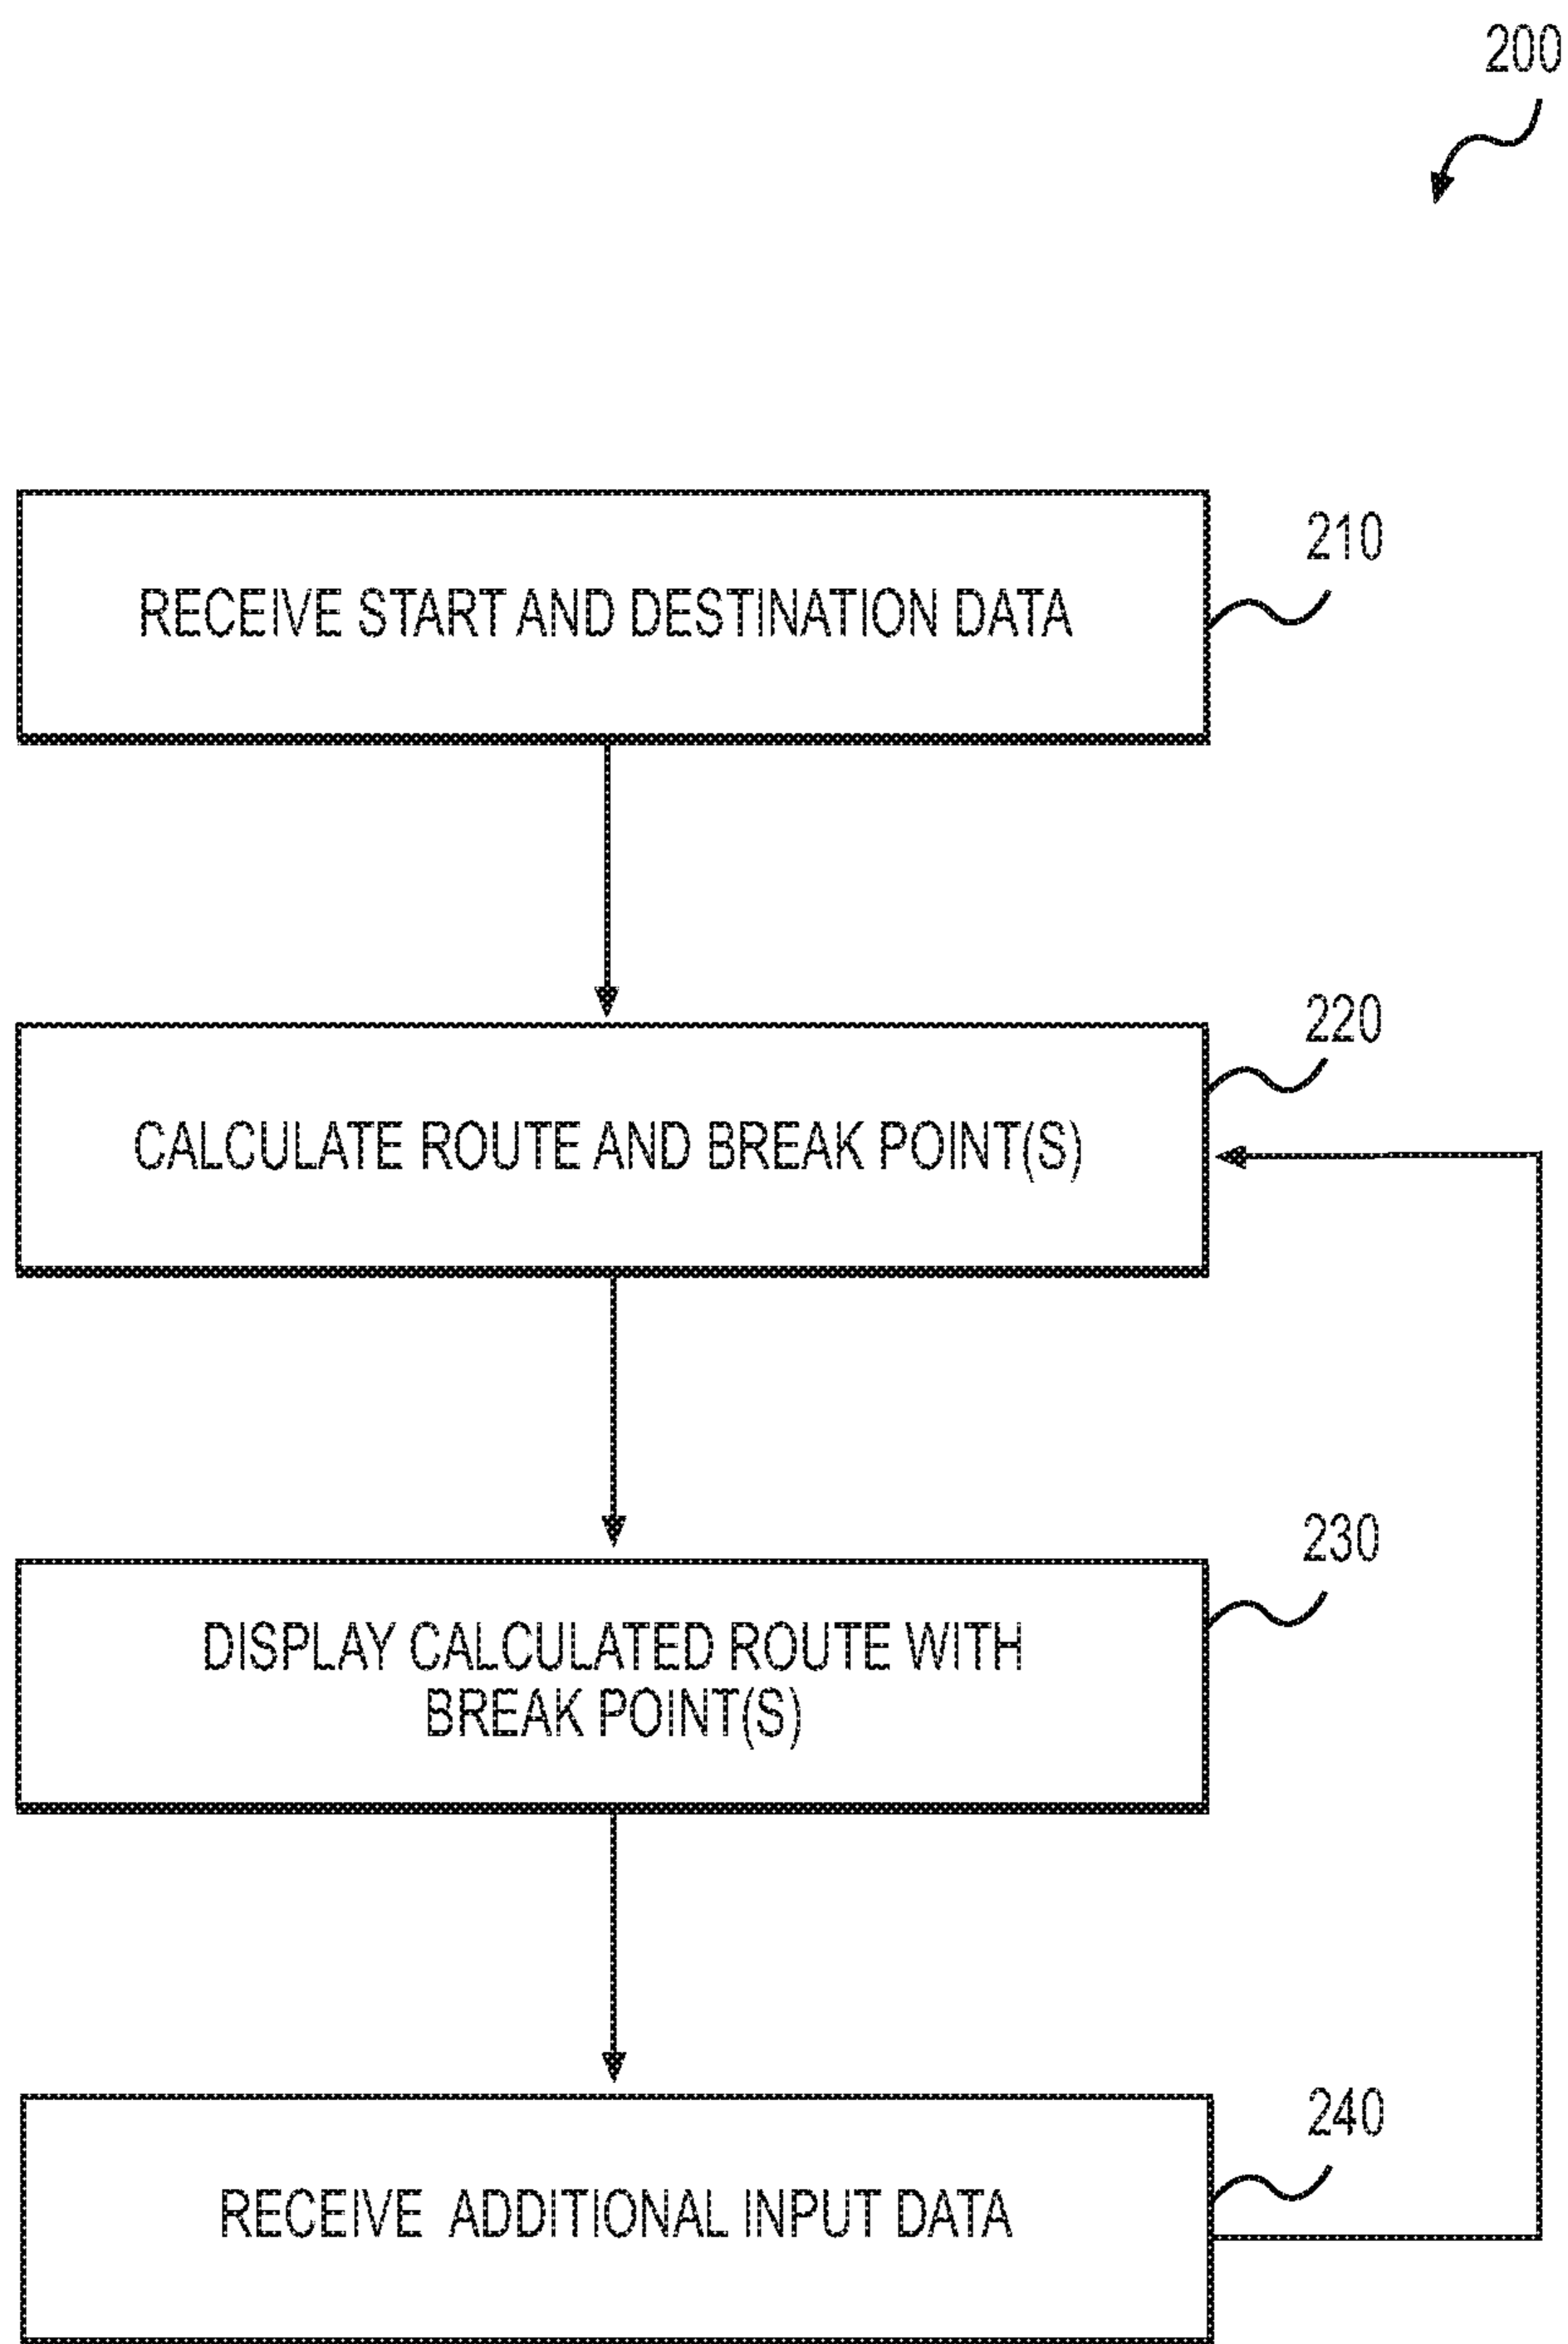 200
210
RECEIVE START AND DESTINATION DATA
220
CALCULATE ROUTE AND BREAK POINT(S)
230
DISPLAY CALCULATED ROUTE WITH
BREAK POINT(S)
240
RECEIVE ADDITIONAL INPUT DATA